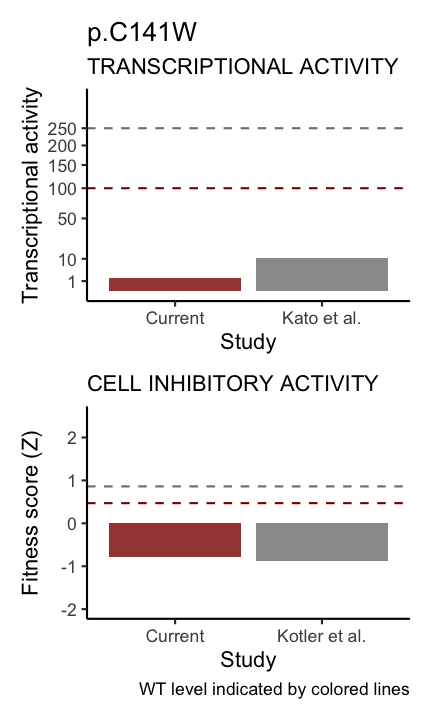 p.C141W
TRANSCRIPTIONAL ACTIVITY
Transcriptional activity
250
200
150
100
50
10
1
Current
Kato et al.
Study
CELL INHIBITORY ACTIVITY
Fitness score (Z)
2
1
0
-1
-2
Current
Kotler et al.
Study
WT level indicated by colored lines